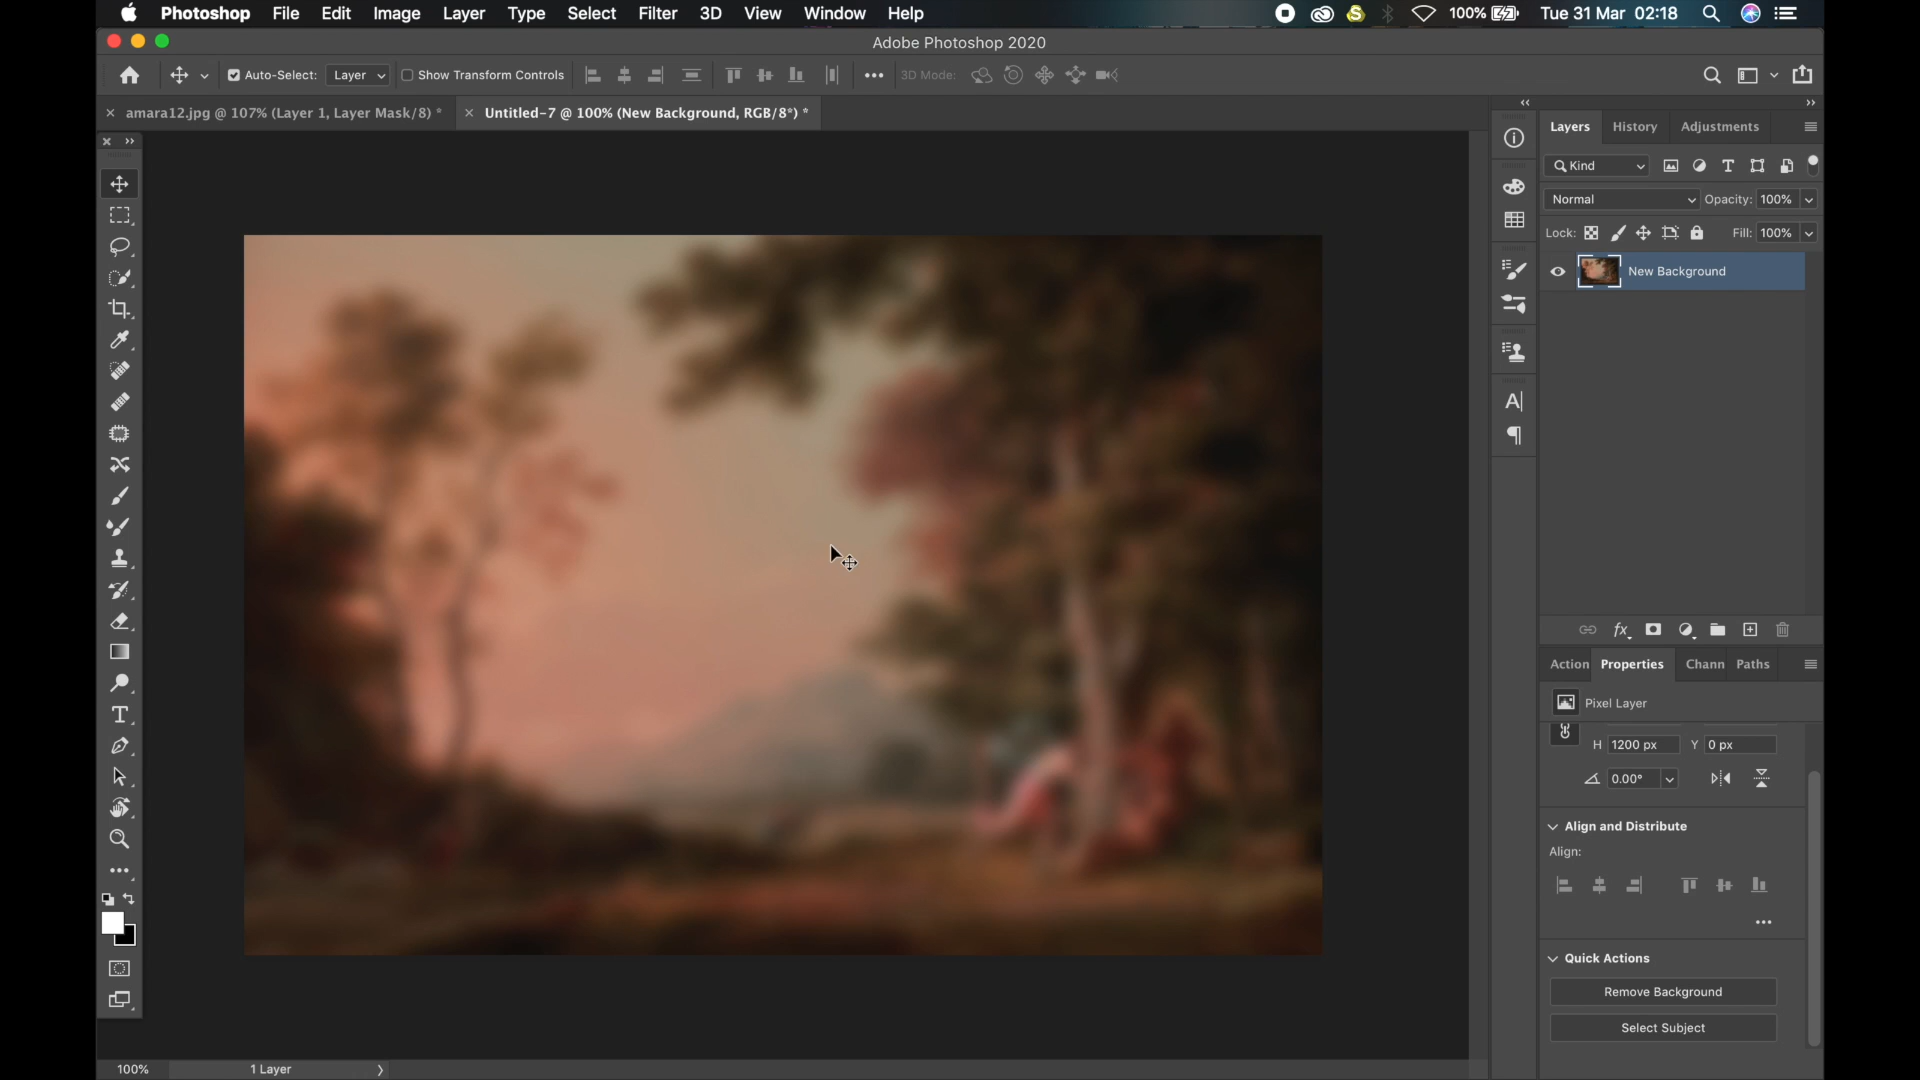 Photoshop File Edit Image Layer Type Select Filter 3D View Window Help 100% Tue 31 Mar 02:18
Adobe Photoshop 2020
Auto-Select: Layer Show Transform Controls 3D Mode:
amara12.jpg @ 107% (Layer 1, Layer Mask/8) * Untitled-7 @ 100% (New Background, RGB/8*) *
Layers History Adjustments
Kind
Normal Opacity: 100%
Lock: Fill: 100%
New Background
Action Properties Chann Paths
Pixel Layer
H 1200 px Y 0 px
0.00°
Align and Distribute
Align:
Quick Actions
Remove Background
Select Subject
100% 1 Layer